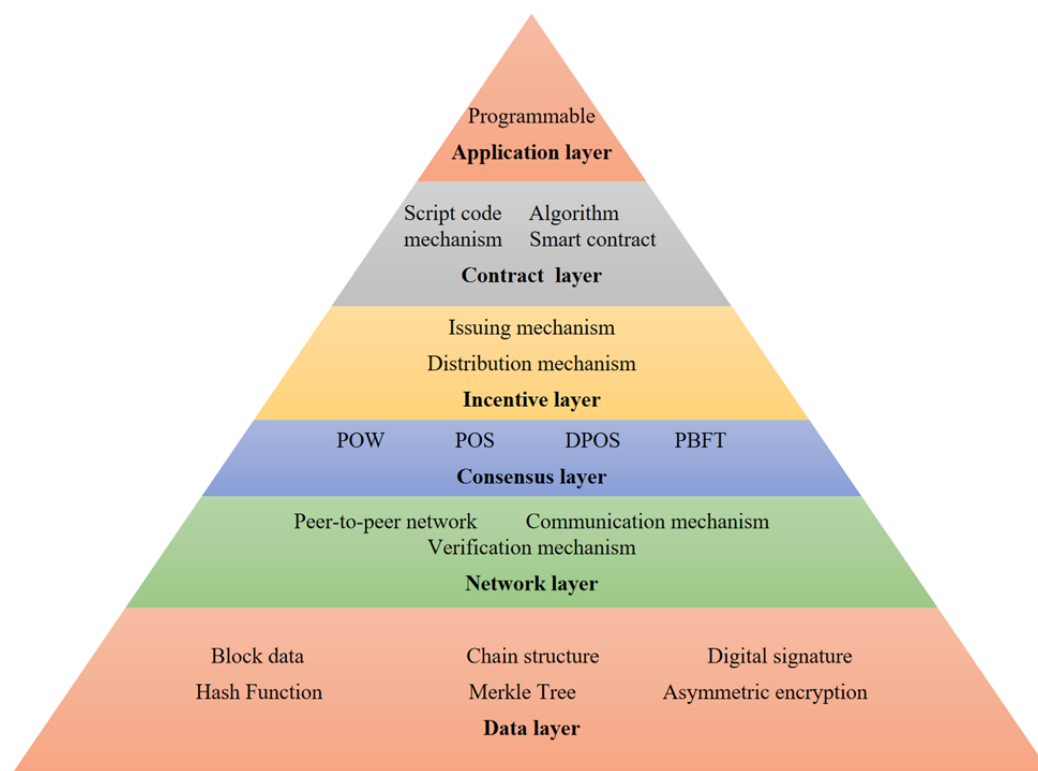 Programmable
Application layer
Script code Algorithm
mechanism Smart contract
Contract layer
Issuing mechanism
Distribution mechanism
Incentive layer
POW POS DPOS PBFT
Consensus layer
Peer-to-peer network Communication mechanism
Verification mechanism
Network layer
Block data Chain structure Digital signature
Hash Function Merkle Tree Asymmetric encryption
Data layer